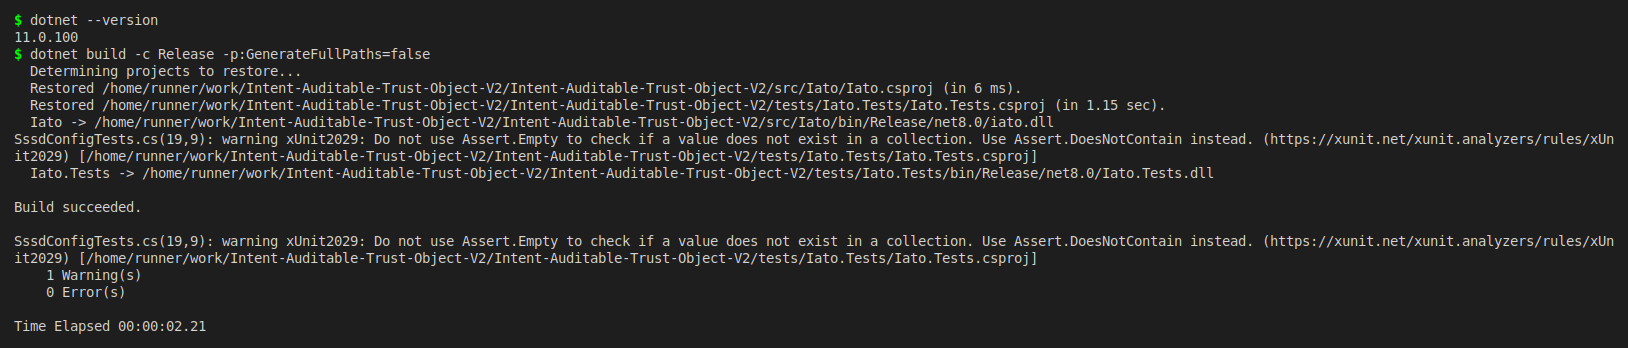 $ dotnet --version
11.0.100
$ dotnet build -c Release -p:GenerateFullPaths=false
  Determining projects to restore...
  Restored /home/runner/work/Intent-Auditable-Trust-Object-V2/Intent-Auditable-Trust-Object-V2/src/Iato/Iato.csproj (in 6 ms).
  Restored /home/runner/work/Intent-Auditable-Trust-Object-V2/Intent-Auditable-Trust-Object-V2/tests/Iato.Tests/Iato.Tests.csproj (in 1.15 sec).
  Iato -> /home/runner/work/Intent-Auditable-Trust-Object-V2/Intent-Auditable-Trust-Object-V2/src/Iato/bin/Release/net8.0/iato.dll
SssdConfigTests.cs(19,9): warning xUnit2029: Do not use Assert.Empty to check if a value does not exist in a collection. Use Assert.DoesNotContain instead. (https://xunit.net/xunit.analyzers/rules/xUn
it2029) [/home/runner/work/Intent-Auditable-Trust-Object-V2/Intent-Auditable-Trust-Object-V2/tests/Iato.Tests/Iato.Tests.csproj]
  Iato.Tests -> /home/runner/work/Intent-Auditable-Trust-Object-V2/Intent-Auditable-Trust-Object-V2/tests/Iato.Tests/bin/Release/net8.0/Iato.Tests.dll

Build succeeded.

SssdConfigTests.cs(19,9): warning xUnit2029: Do not use Assert.Empty to check if a value does not exist in a collection. Use Assert.DoesNotContain instead. (https://xunit.net/xunit.analyzers/rules/xUn
it2029) [/home/runner/work/Intent-Auditable-Trust-Object-V2/Intent-Auditable-Trust-Object-V2/tests/Iato.Tests/Iato.Tests.csproj]
    1 Warning(s)
    0 Error(s)

Time Elapsed 00:00:02.21